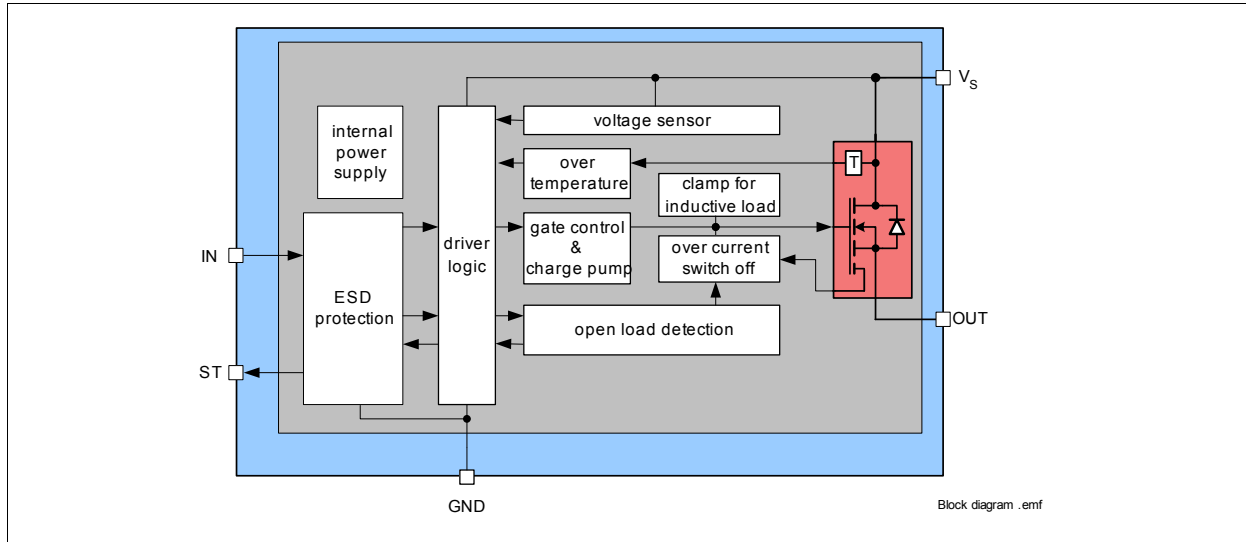 V_S
voltage sensor
internal
power
supply
T
over
temperature
clamp for
inductive load
driver
logic
gate control
&
charge pump
over current
switch off
IN
ESD
protection
open load detection
OUT
ST
GND
Block diagram .emf